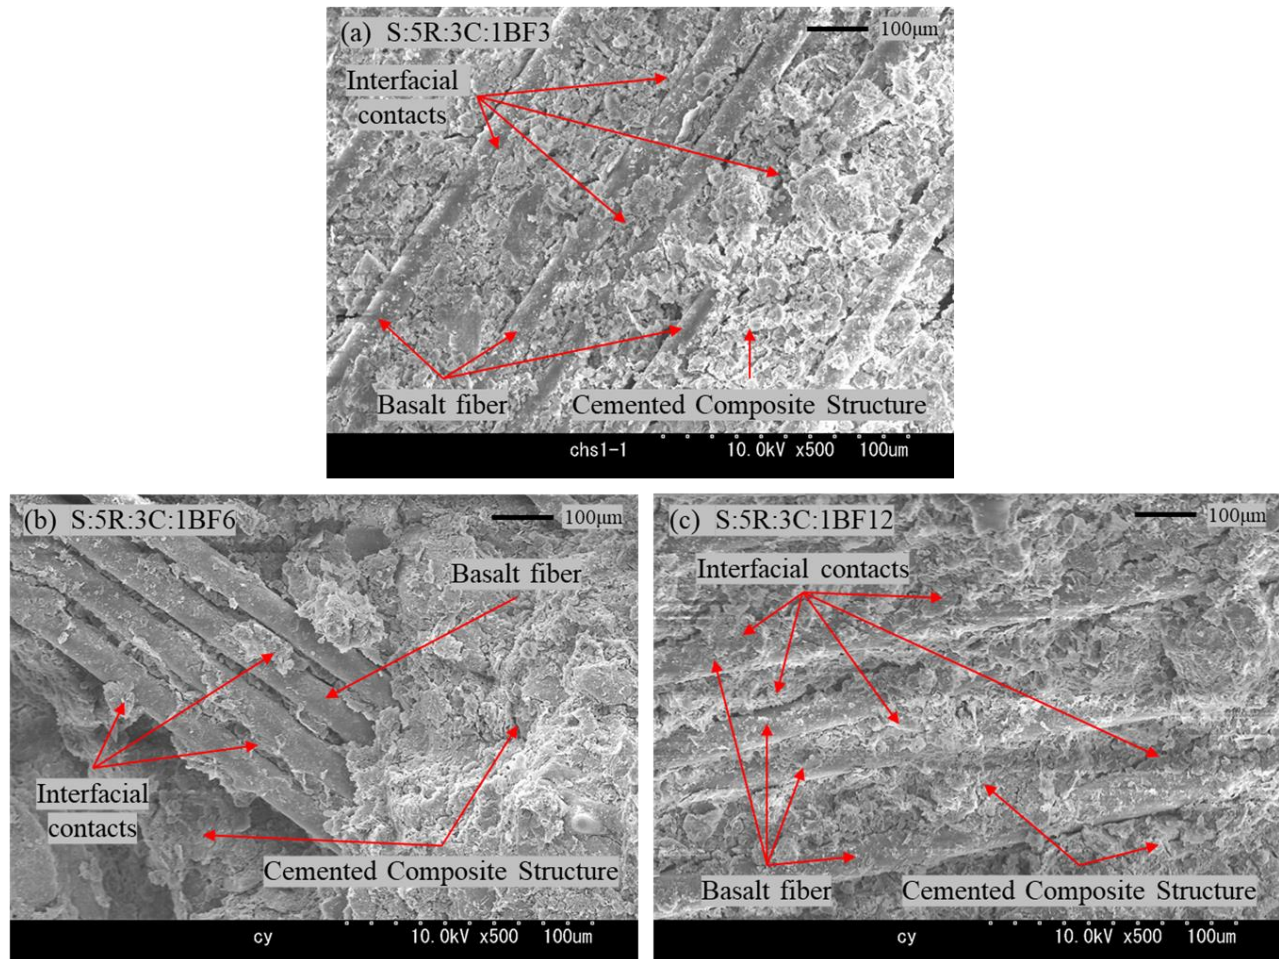 (a) S:5R:3C:1BF3
100μm
Interfacial
contacts
Basalt fiber
Cemented Composite Structure
chs1-1
10.0kV x500
100um
(b) S:5R:3C:1BF6
100μm
Basalt fiber
Interfacial
contacts
Cemented Composite Structure
cy
10.0kV x500
100um
(c) S:5R:3C:1BF12
100μm
Interfacial contacts
Basalt fiber
Cemented Composite Structure
cy
10.0kV x500
100um